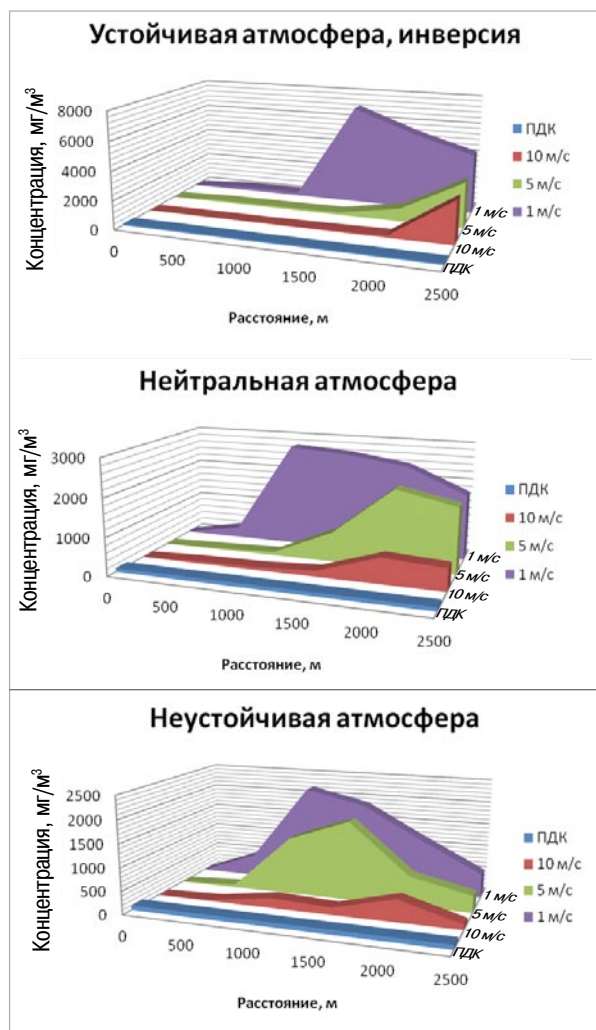 Устойчивая атмосфера, инверсия
Концентрация, мг/м³
8000
6000
4000
2000
0
0
500
1000
1500
2000
2500
Расстояние, м
1 м/с
5 м/с
10 м/с
ПДК
ПДК
10 м/с
5 м/с
1 м/с
Нейтральная атмосфера
Концентрация, мг/м³
3000
2000
1000
0
0
500
1000
1500
2000
2500
Расстояние, м
1 м/с
5 м/с
10 м/с
ПДК
ПДК
10 м/с
5 м/с
1 м/с
Неустойчивая атмосфера
Концентрация, мг/м³
2500
2000
1500
1000
500
0
0
500
1000
1500
2000
2500
Расстояние, м
1 м/с
5 м/с
10 м/с
ПДК
ПДК
10 м/с
5 м/с
1 м/с